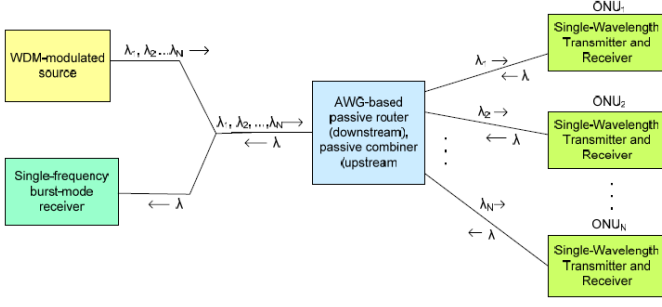 WDM-modulated
source
λ₁, λ₂ ...λN →
Single-frequency
burst-mode
receiver
← λ
λ₁, λ₂, ...,λN →
← λ
AWG-based
passive router
(downstream),
passive combiner
(upstream
λ₁ →
← λ
λ₂ →
← λ
λN →
← λ
ONU₁
Single-Wavelength
Transmitter and
Receiver
ONU₂
Single-Wavelength
Transmitter and
Receiver
ONUN
Single-Wavelength
Transmitter and
Receiver